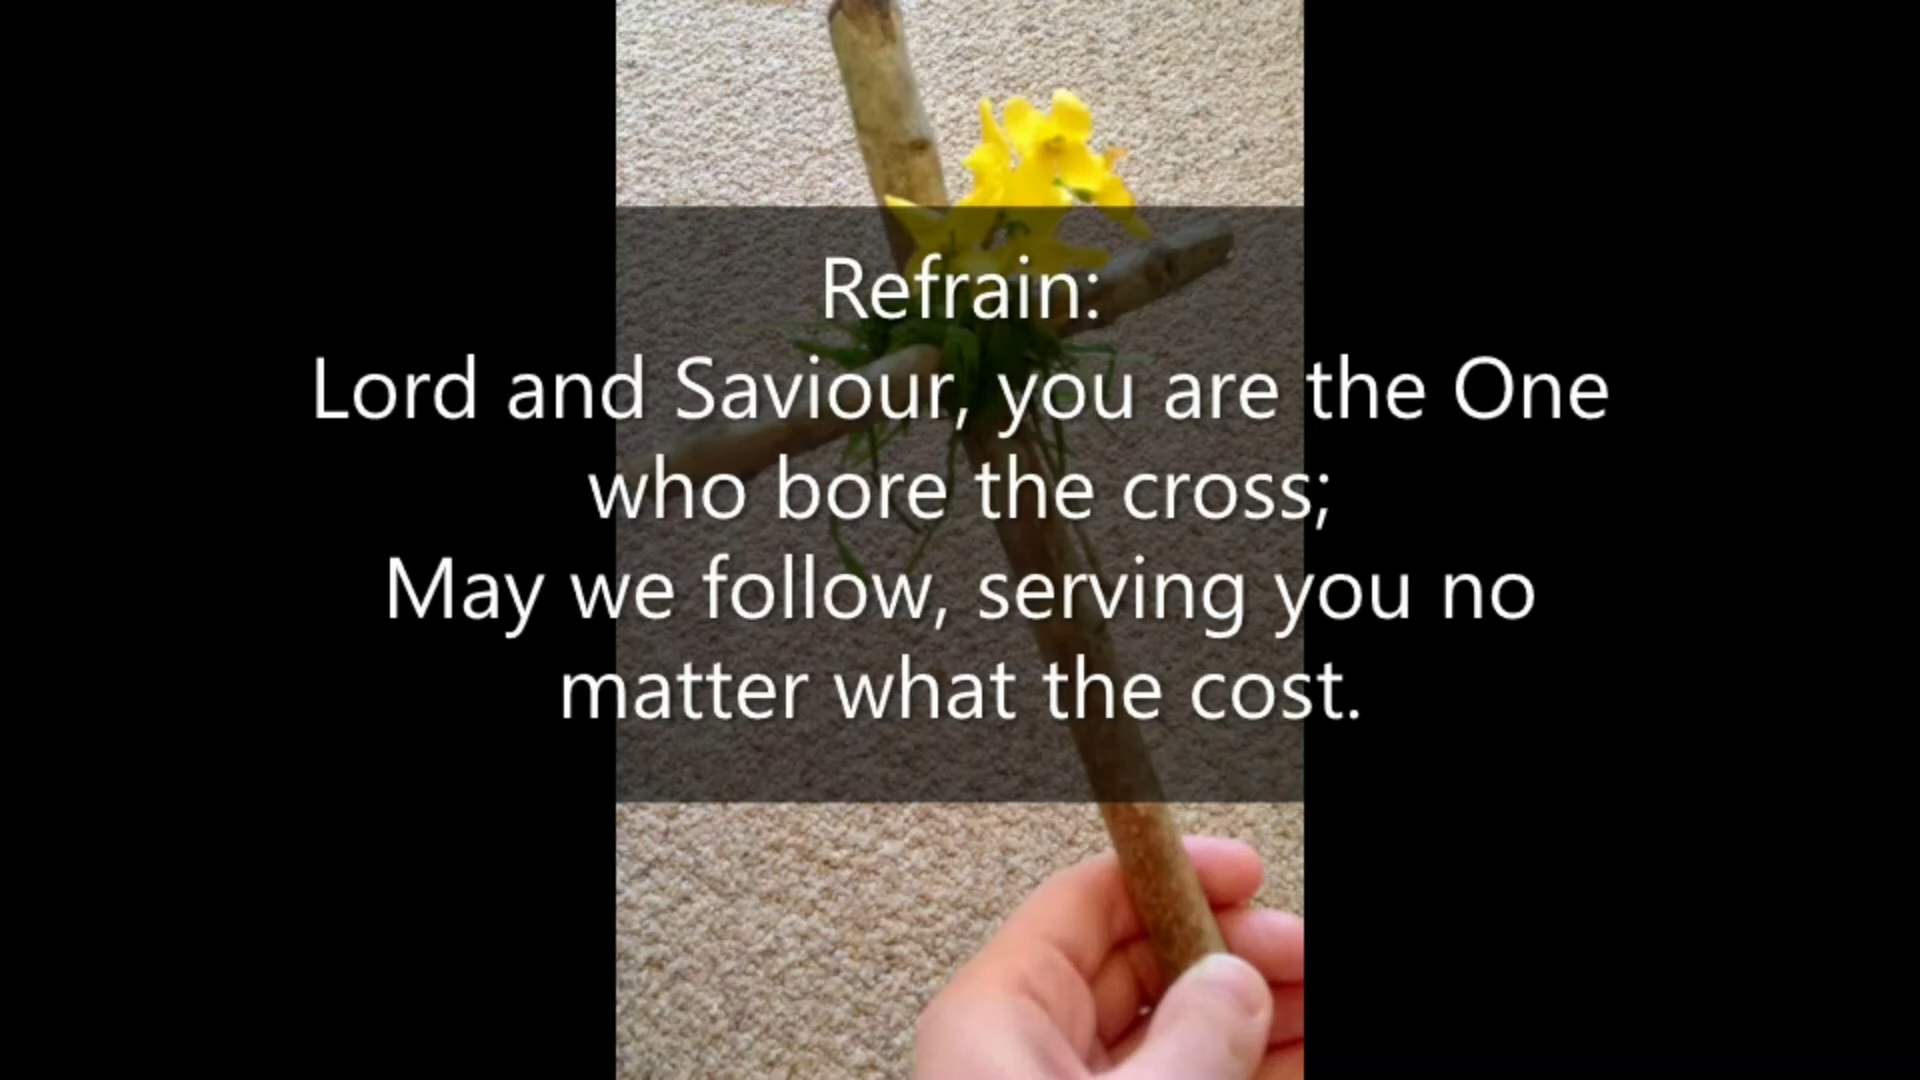 Refrain:
Lord and Saviour, you are the One
who bore the cross;
May we follow, serving you no
matter what the cost.